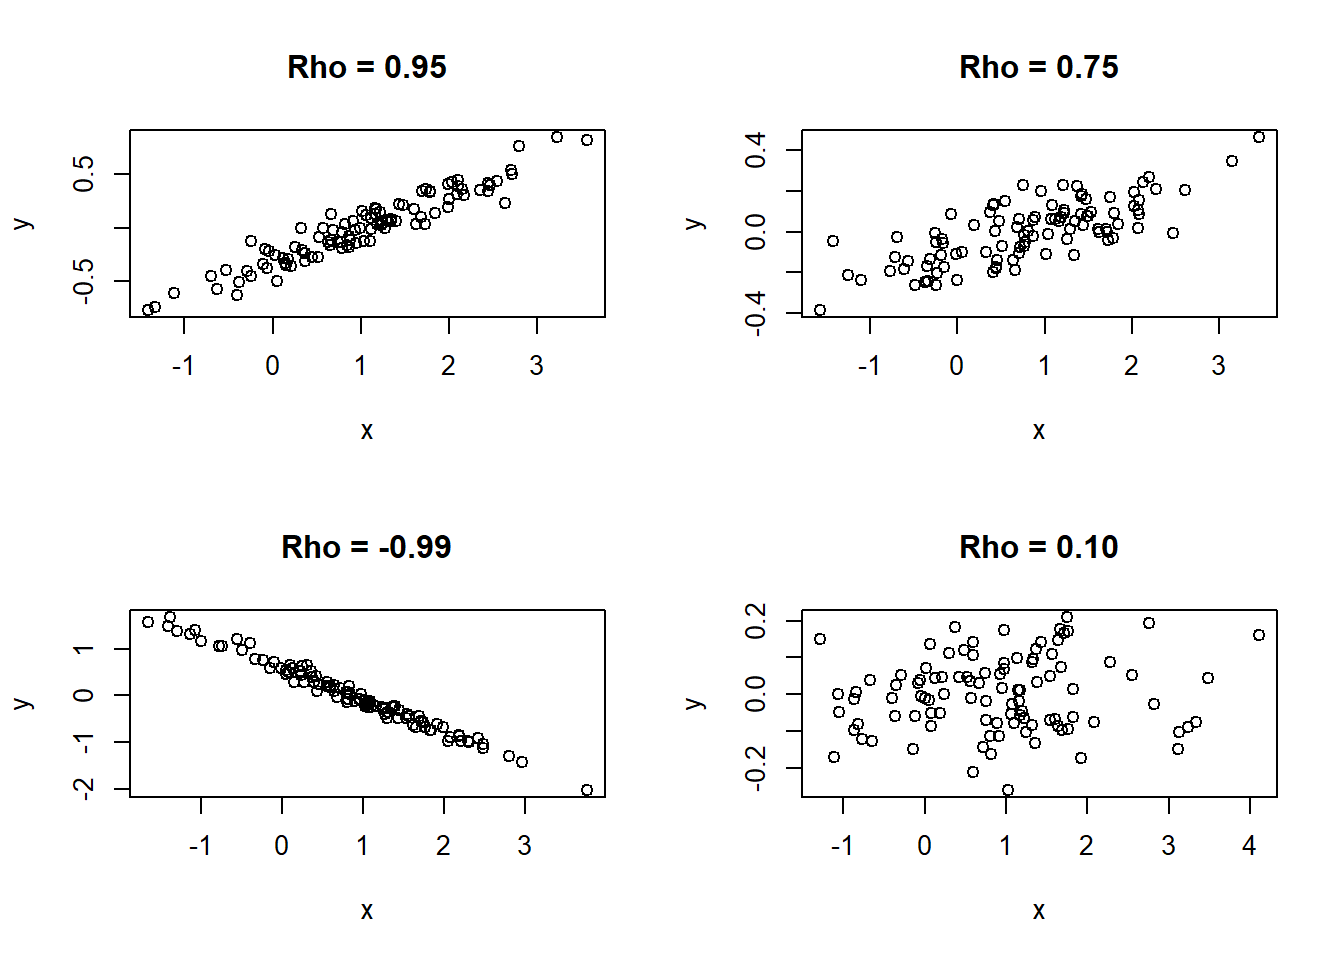 Rho = 0.95
y
0.5
-0.5
-1 0 1 2 3
x
Rho = 0.75
y
0.4
0.0
-0.4
-1 0 1 2 3
x
Rho = -0.99
y
1
0
-1
-2
-1 0 1 2 3
x
Rho = 0.10
y
0.2
0.0
-0.2
-1 0 1 2 3 4
x